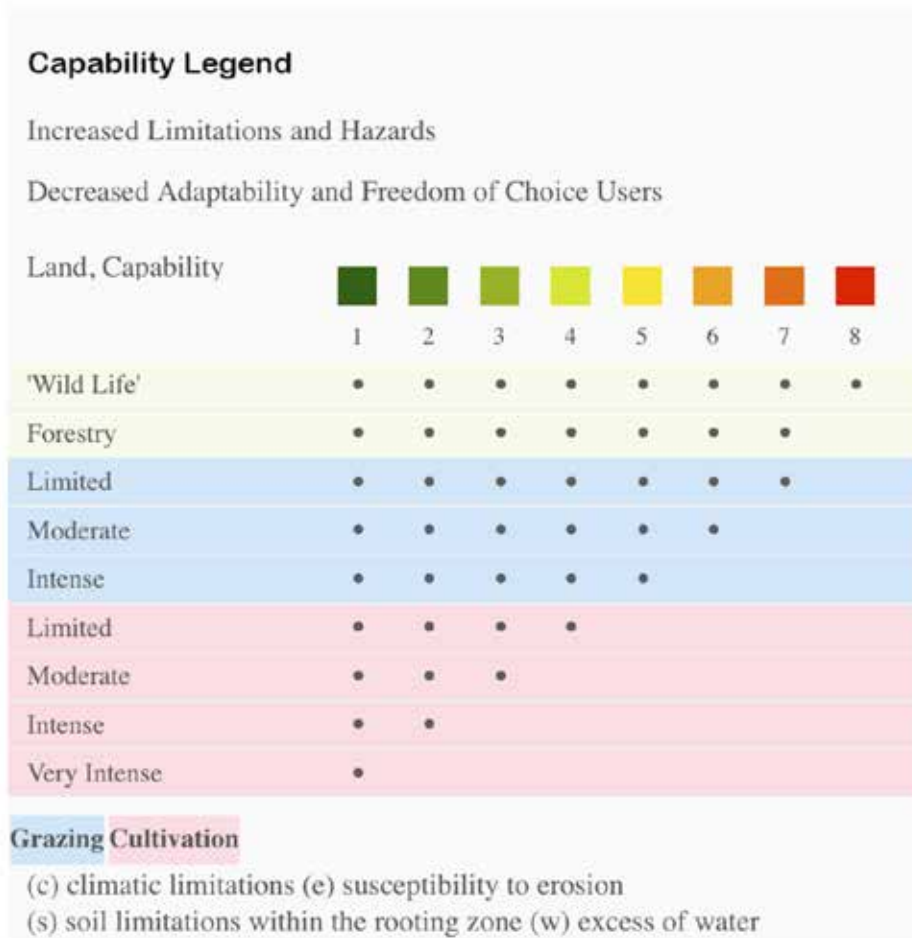 Capability Legend
Increased Limitations and Hazards
Decreased Adaptability and Freedom of Choice Users
Land, Capability
1 2 3 4 5 6 7 8
'Wild Life'
Forestry
Limited
Moderate
Intense
Limited
Moderate
Intense
Very Intense
Grazing Cultivation
(c) climatic limitations (e) susceptibility to erosion
(s) soil limitations within the rooting zone (w) excess of water